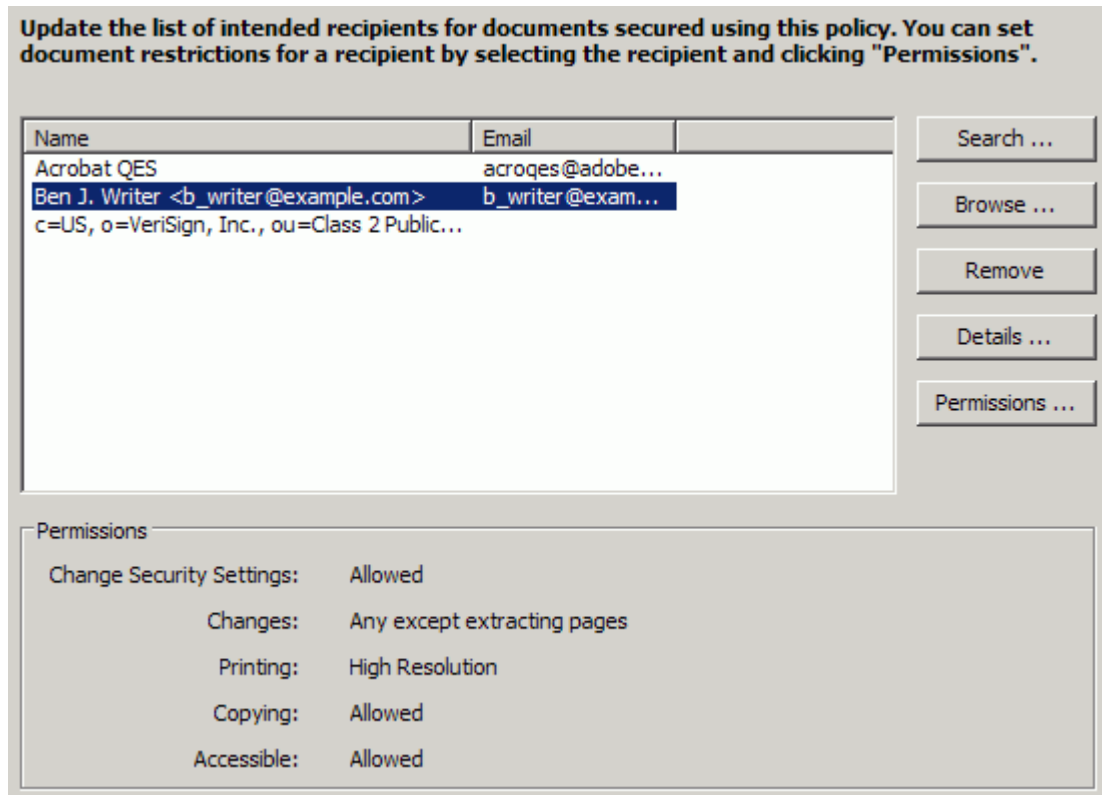 Update the list of intended recipients for documents secured using this policy. You can set
document restrictions for a recipient by selecting the recipient and clicking "Permissions".
Name Email
Acrobat QES acroqes@adobe...
Ben J. Writer <b_writer@example.com> b_writer@exam...
c=US, o=VeriSign, Inc., ou=Class 2 Public...
Search ...
Browse ...
Remove
Details ...
Permissions ...
Permissions
Change Security Settings: Allowed
Changes: Any except extracting pages
Printing: High Resolution
Copying: Allowed
Accessible: Allowed